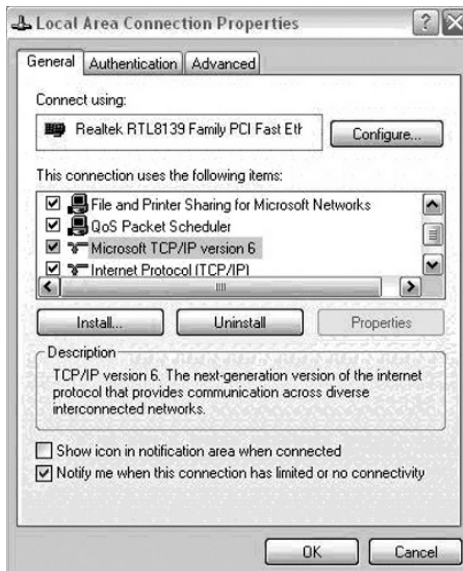 Local Area Connection Properties
General Authentication Advanced
Connect using:
Realtek RTL8139 Family PCI Fast Eth
Configure...
This connection uses the following items:
File and Printer Sharing for Microsoft Networks
QoS Packet Scheduler
Microsoft TCP/IP version 6
Internet Protocol (TCP/IP)
Install... Uninstall Properties
Description
TCP/IP version 6. The next-generation version of the internet
protocol that provides communication across diverse
interconnected networks.
Show icon in notification area when connected
Notify me when this connection has limited or no connectivity
OK Cancel